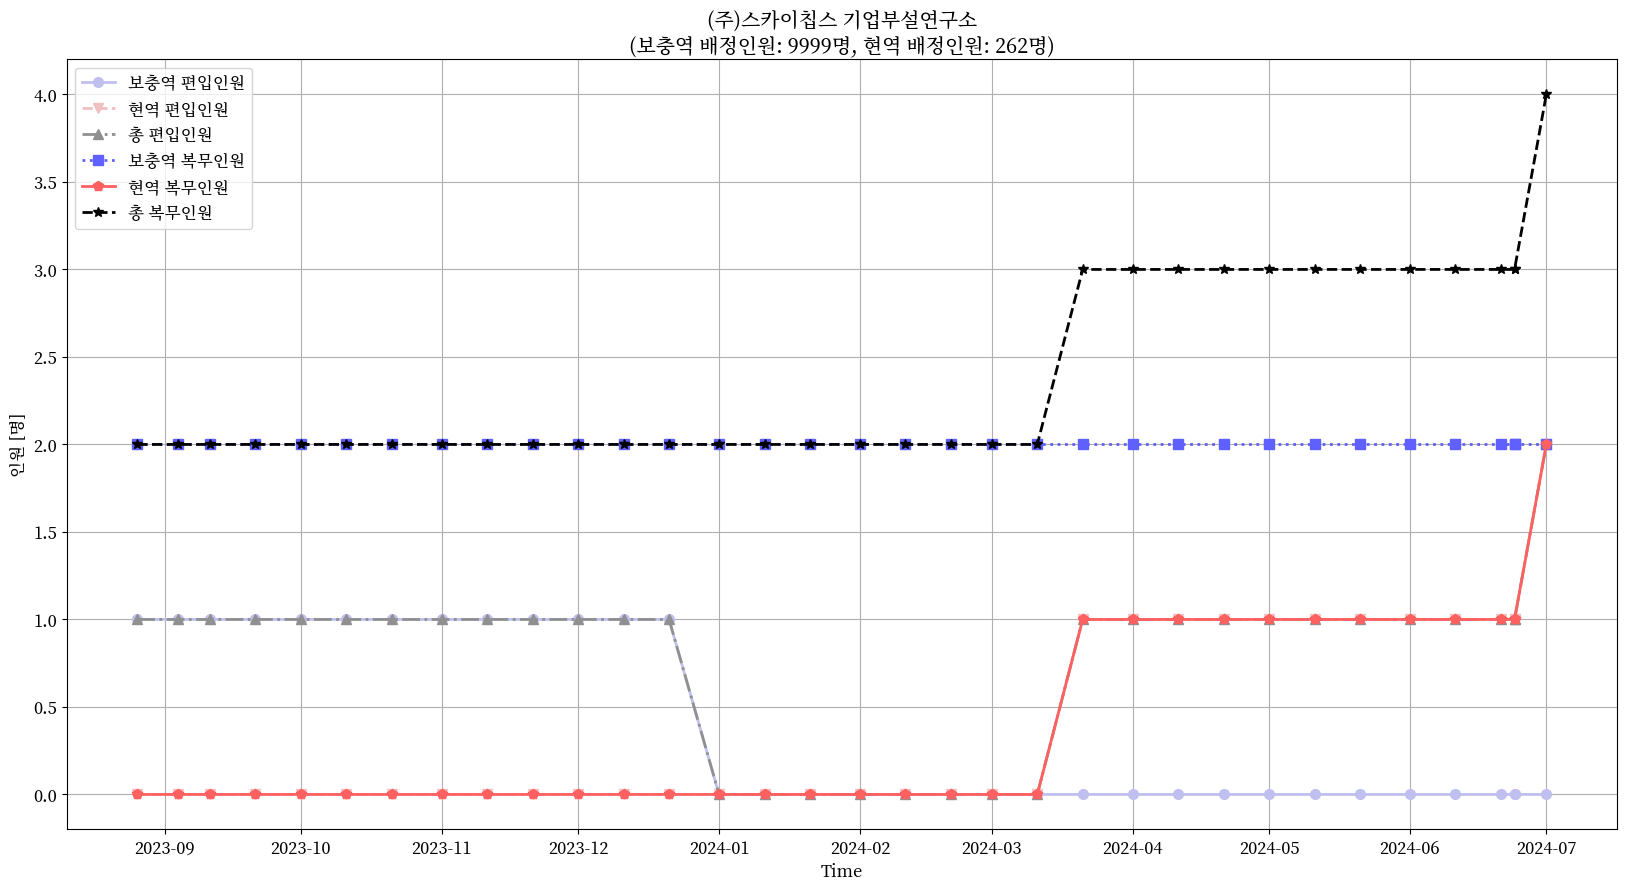 (주)스카이칩스 기업부설연구소
(보충역 배정인원: 9999명, 현역 배정인원: 262명)
보충역 편입인원
현역 편입인원
총 편입인원
보충역 복무인원
현역 복무인원
총 복무인원
4.0
3.5
3.0
2.5
2.0
1.5
1.0
0.5
0.0
인원 [명]
2023-09 2023-10 2023-11 2023-12 2024-01 2024-02 2024-03 2024-04 2024-05 2024-06 2024-07
Time